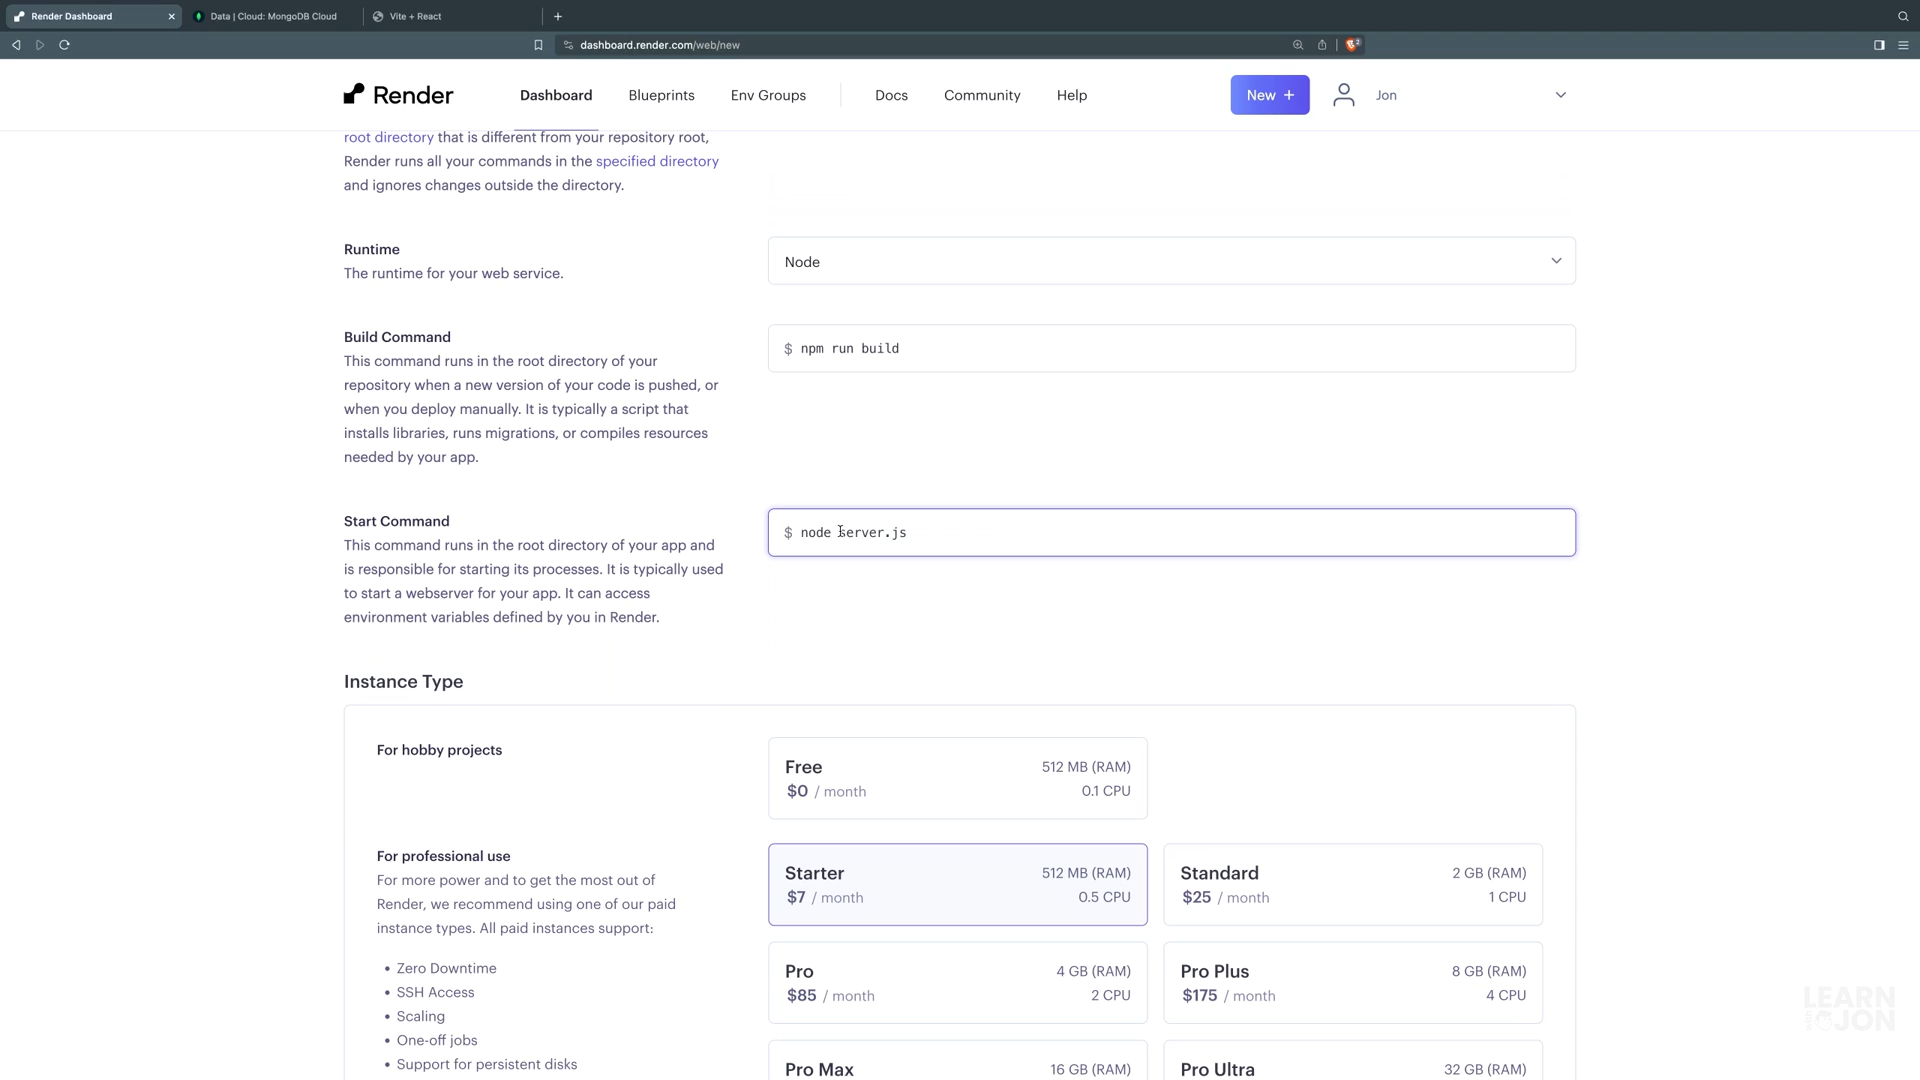 Render Dashboard
Data | Cloud: MongoDB Cloud
Vite + React
dashboard.render.com/web/new
2
Render
Dashboard
Blueprints
Env Groups
Docs
Community
Help
New +
Jon
root directory that is different from your repository root,
Render runs all your commands in the specified directory
and ignores changes outside the directory.
Runtime
The runtime for your web service.
Node
Build Command
This command runs in the root directory of your
repository when a new version of your code is pushed, or
when you deploy manually. It is typically a script that
installs libraries, runs migrations, or compiles resources
needed by your app.
$ npm run build
Start Command
This command runs in the root directory of your app and
is responsible for starting its processes. It is typically used
to start a webserver for your app. It can access
environment variables defined by you in Render.
$ node server.js
Instance Type
For hobby projects
Free
512 MB (RAM)
$0 / month
0.1 CPU
For professional use
For more power and to get the most out of
Render, we recommend using one of our paid
instance types. All paid instances support:
• Zero Downtime
• SSH Access
• Scaling
• One-off jobs
• Support for persistent disks
Starter
512 MB (RAM)
$7 / month
0.5 CPU
Standard
2 GB (RAM)
$25 / month
1 CPU
Pro
4 GB (RAM)
$85 / month
2 CPU
Pro Plus
8 GB (RAM)
$175 / month
4 CPU
Pro Max
16 GB (RAM)
Pro Ultra
32 GB (RAM)
LEARN
JON